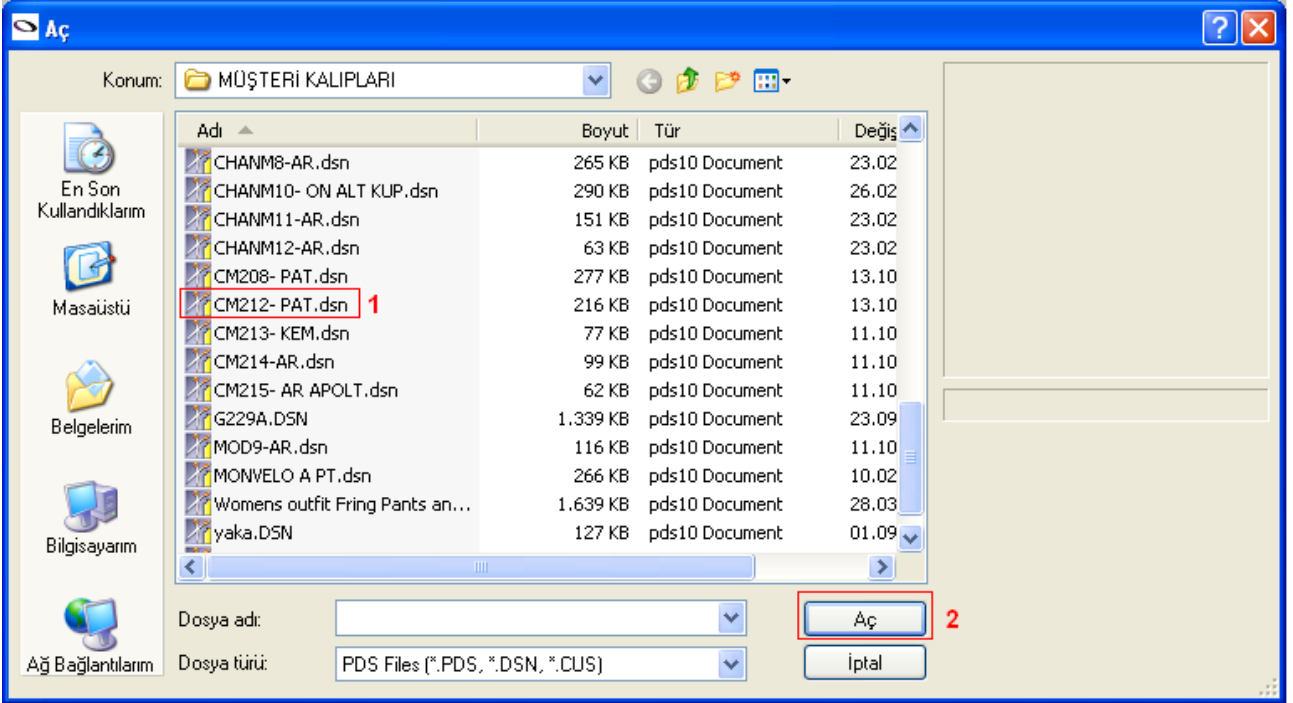 Aç
Konum: MÜŞTERİ KALIPLARI
Adı Boyut Tür Değiş
CHANM8-AR.dsn 265 KB pds10 Document 23.02
CHANM10- ON ALT KUP.dsn 290 KB pds10 Document 26.02
CHANM11-AR.dsn 151 KB pds10 Document 23.02
CHANM12-AR.dsn 63 KB pds10 Document 23.02
CM208- PAT.dsn 277 KB pds10 Document 13.10
CM212- PAT.dsn 1 216 KB pds10 Document 13.10
CM213- KEM.dsn 77 KB pds10 Document 11.10
CM214-AR.dsn 99 KB pds10 Document 11.10
CM215- AR APOLT.dsn 62 KB pds10 Document 11.10
G229A.DSN 1.339 KB pds10 Document 23.09
MOD9-AR.dsn 116 KB pds10 Document 11.10
MONVELO A PT.dsn 266 KB pds10 Document 10.02
Womens outfit Fring Pants an... 1.639 KB pds10 Document 28.03
yaka.DSN 127 KB pds10 Document 01.09
En Son
Kullandıklarım
Masaüstü
Belgelerim
Bilgisayarım
Ağ Bağlantılarım
Dosya adı: Aç 2
Dosya türü: PDS Files (*.PDS, *.DSN, *.CUS) İptal